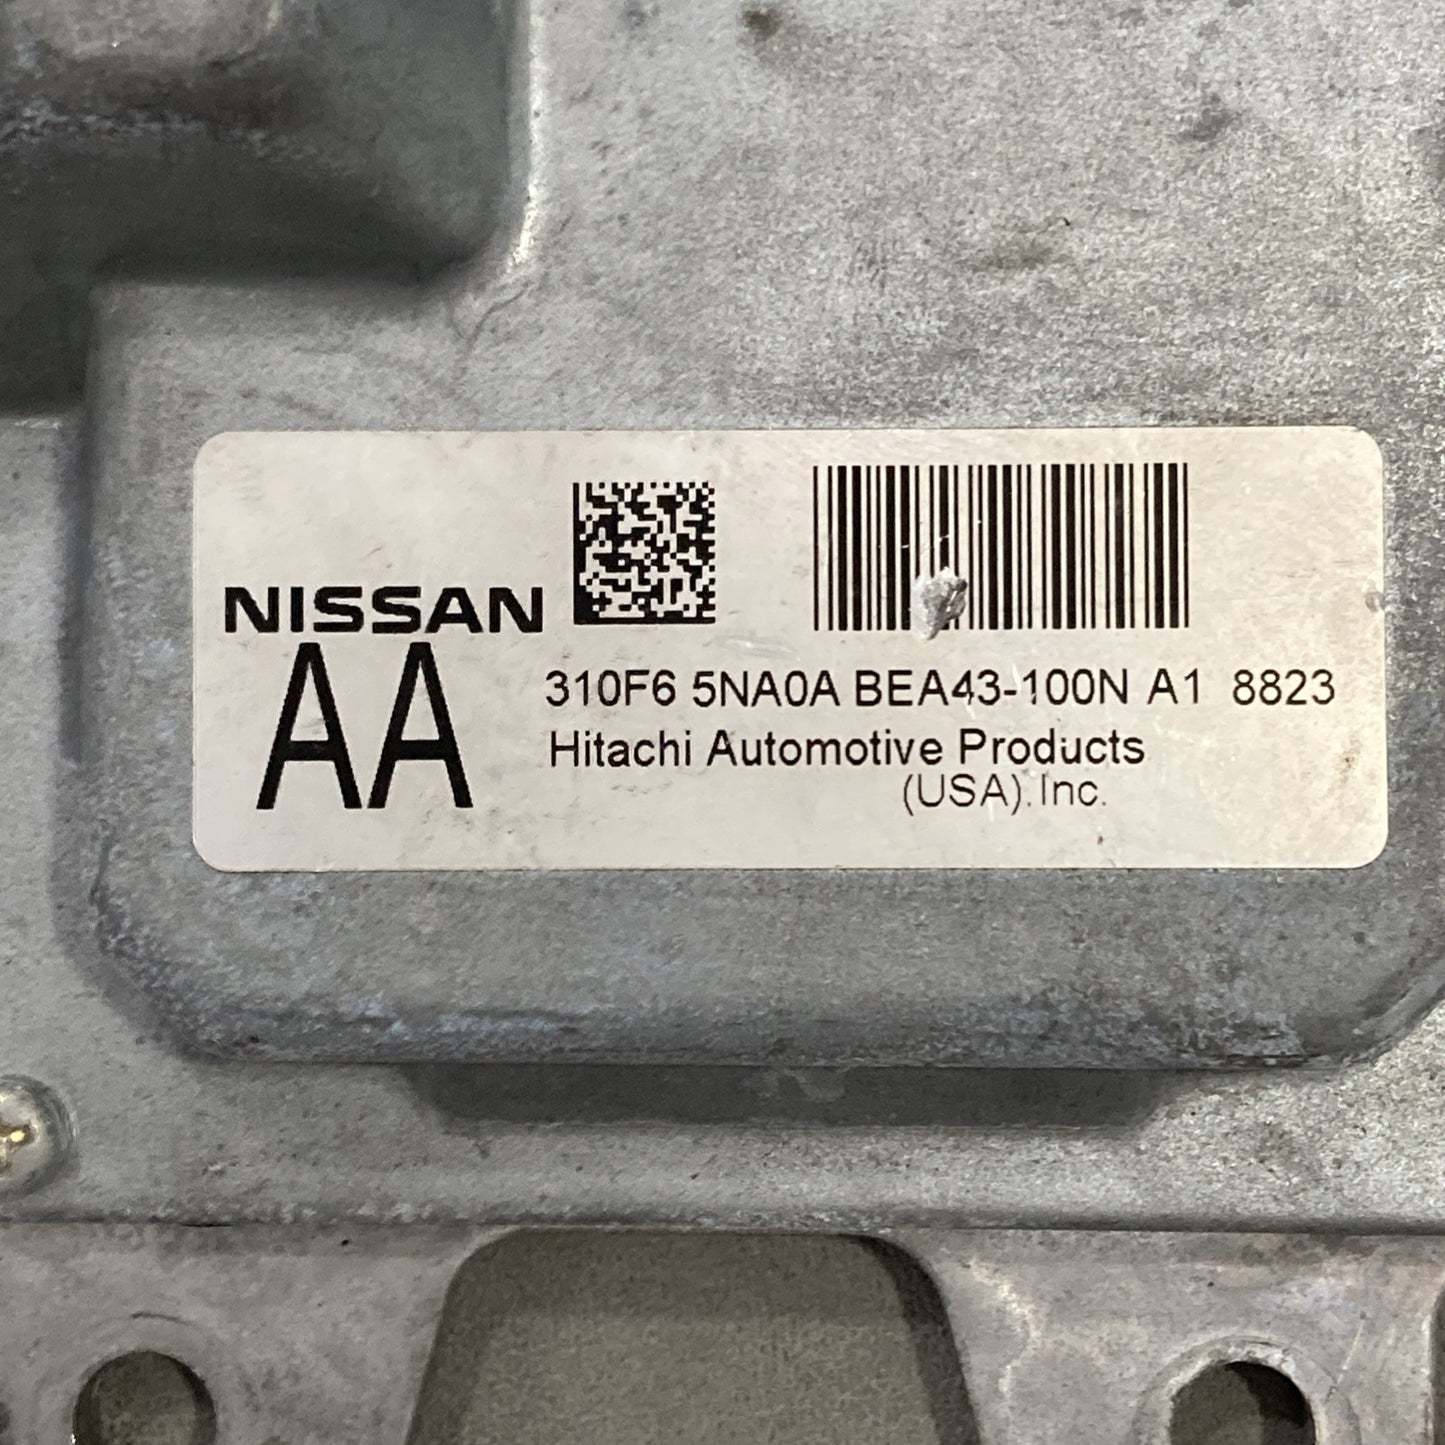 NISSAN
AA
310F6 5NA0A BEA43-100N A1 8823
Hitachi Automotive Products
(USA).Inc.